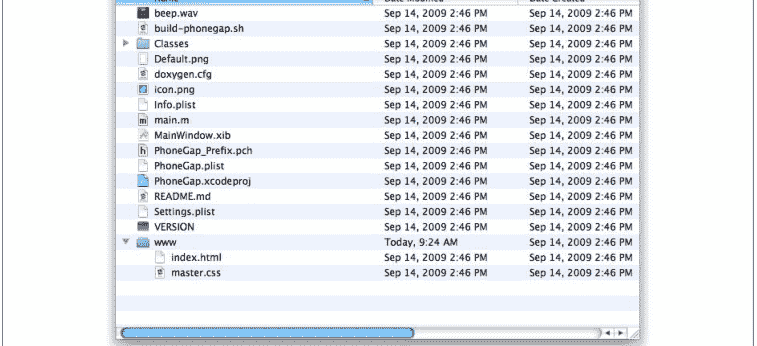 Name Date Modified Date Created
beep.wav Sep 14, 2009 2:46 PM Sep 14, 2009 2:46 PM
build-phonegap.sh Sep 14, 2009 2:46 PM Sep 14, 2009 2:46 PM
Classes Sep 14, 2009 2:46 PM Sep 14, 2009 2:46 PM
Default.png Sep 14, 2009 2:46 PM Sep 14, 2009 2:46 PM
doxygen.cfg Sep 14, 2009 2:46 PM Sep 14, 2009 2:46 PM
icon.png Sep 14, 2009 2:46 PM Sep 14, 2009 2:46 PM
Info.plist Sep 14, 2009 2:46 PM Sep 14, 2009 2:46 PM
main.m Sep 14, 2009 2:46 PM Sep 14, 2009 2:46 PM
MainWindow.xib Sep 14, 2009 2:46 PM Sep 14, 2009 2:46 PM
PhoneGap_Prefix.pch Sep 14, 2009 2:46 PM Sep 14, 2009 2:46 PM
PhoneGap.plist Sep 14, 2009 2:46 PM Sep 14, 2009 2:46 PM
PhoneGap.xcodeproj Sep 14, 2009 2:46 PM Sep 14, 2009 2:46 PM
README.md Sep 14, 2009 2:46 PM Sep 14, 2009 2:46 PM
Settings.plist Sep 14, 2009 2:46 PM Sep 14, 2009 2:46 PM
VERSION Sep 14, 2009 2:46 PM Sep 14, 2009 2:46 PM
www Today, 9:24 AM Sep 14, 2009 2:46 PM
index.html Sep 14, 2009 2:46 PM Sep 14, 2009 2:46 PM
master.css Sep 14, 2009 2:46 PM Sep 14, 2009 2:46 PM